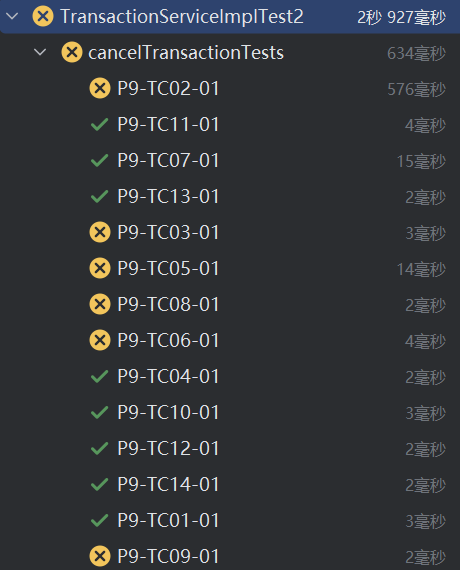 TransactionServiceImplTest2 2秒 927毫秒
cancelTransactionTests 634毫秒
P9-TC02-01 576毫秒
P9-TC11-01 4毫秒
P9-TC07-01 15毫秒
P9-TC13-01 2毫秒
P9-TC03-01 3毫秒
P9-TC05-01 14毫秒
P9-TC08-01 2毫秒
P9-TC06-01 4毫秒
P9-TC04-01 2毫秒
P9-TC10-01 3毫秒
P9-TC12-01 2毫秒
P9-TC14-01 2毫秒
P9-TC01-01 3毫秒
P9-TC09-01 2毫秒